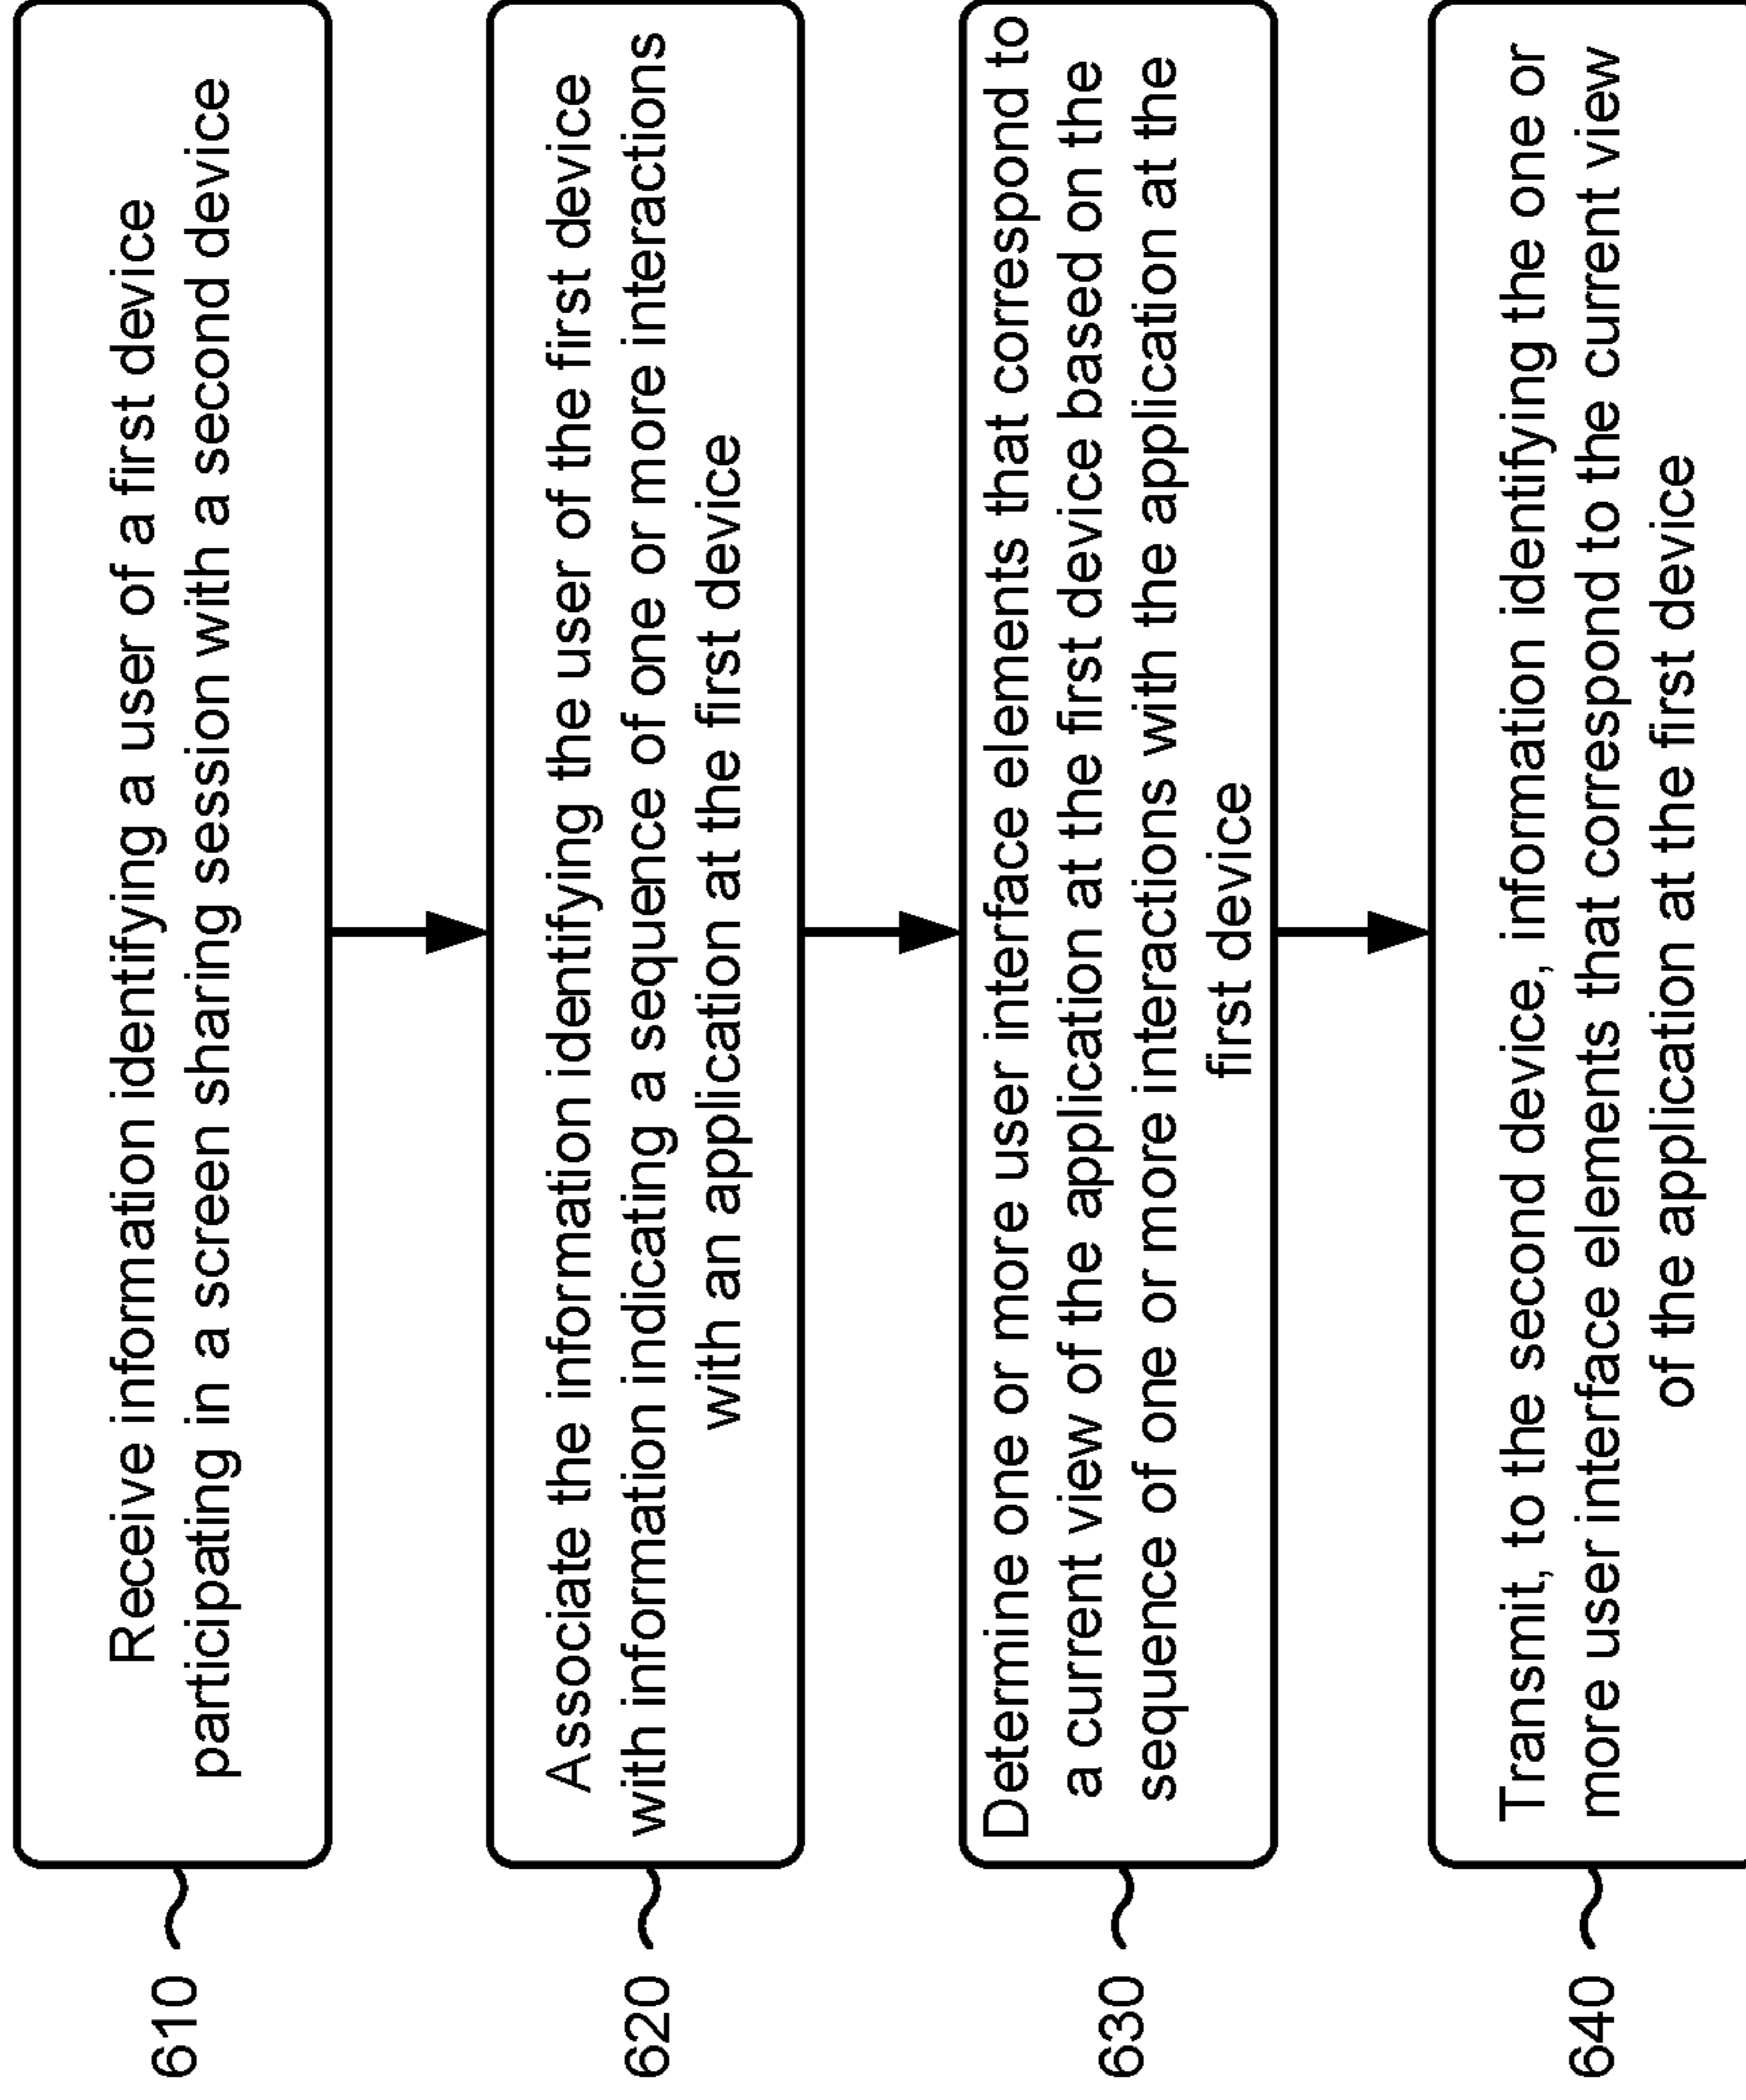 610
Receive information identifying a user of a first device
participating in a screen sharing session with a second device
620
Associate the information identifying the user of the first device
with information indicating a sequence of one or more interactions
with an application at the first device
630
Determine one or more user interface elements that correspond to
a current view of the application at the first device based on the
sequence of one or more interactions with the application at the
first device
640
Transmit, to the second device, information identifying the one or
more user interface elements that correspond to the current view
of the application at the first device